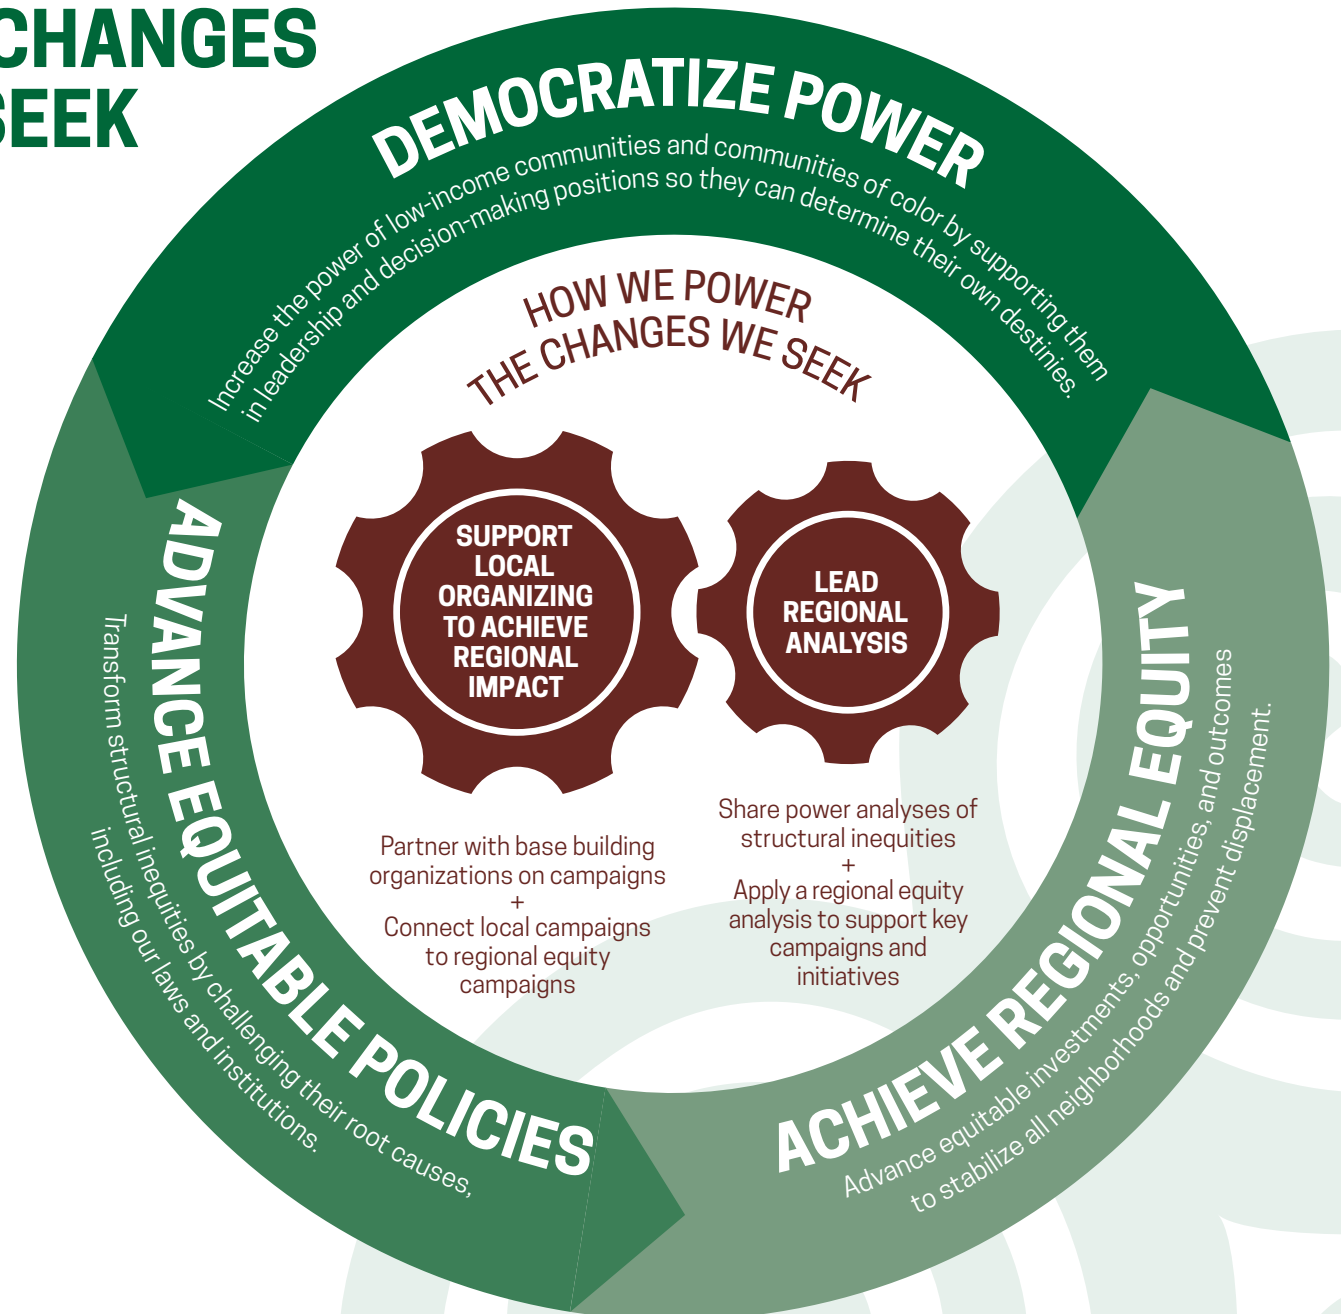 CHANGES
SEEK
DEMOCRATIZE POWER
Increase the power of low-income communities and communities of color by supporting them
in leadership and decision-making positions so they can determine their own destinies.
HOW WE POWER
THE CHANGES WE SEEK
SUPPORT
LOCAL
ORGANIZING
TO ACHIEVE
REGIONAL
IMPACT
Partner with base building
organizations on campaigns
+
Connect local campaigns
to regional equity
campaigns
LEAD
REGIONAL
ANALYSIS
Share power analyses of
structural inequities
+
Apply a regional equity
analysis to support key
campaigns and
initiatives
ADVANCE EQUITABLE POLICIES
Transform structural inequities by challenging their root causes,
including our laws and institutions.
ACHIEVE REGIONAL EQUITY
Advance equitable investments, opportunities, and outcomes
to stabilize all neighborhoods and prevent displacement.